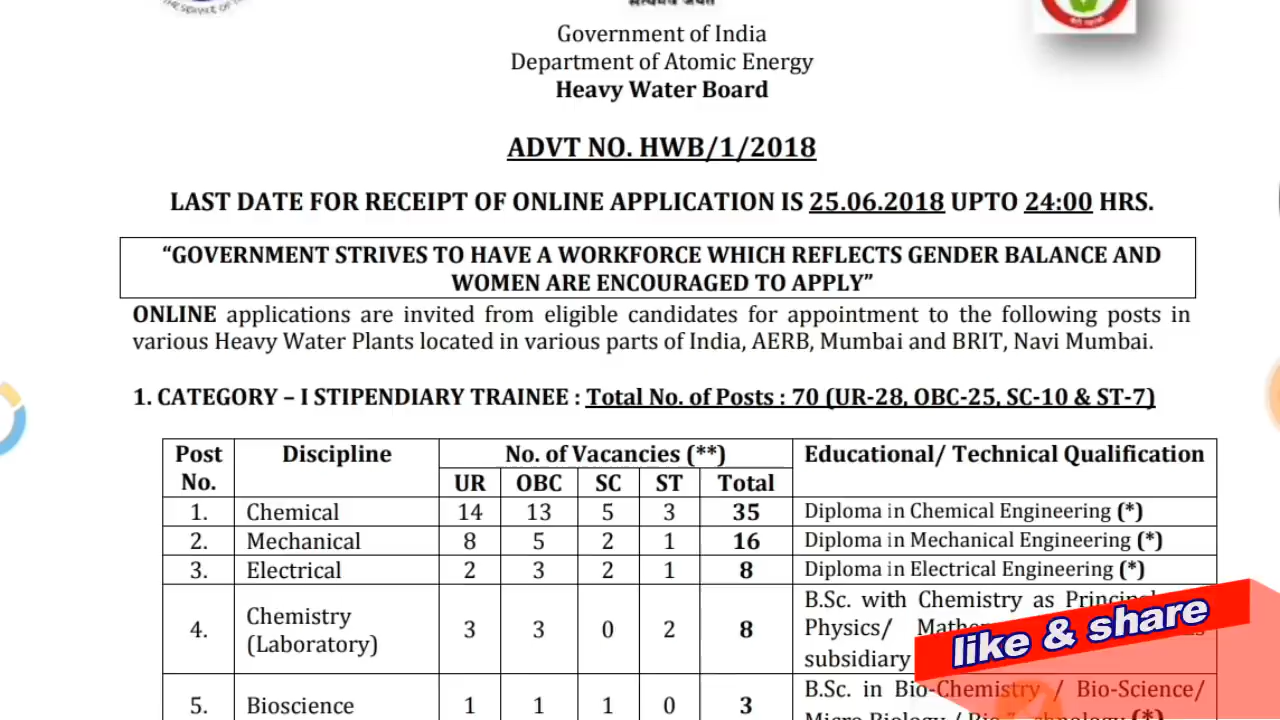 THE SERVICE OF
सत्यमेव जयते
Government of India
Department of Atomic Energy
Heavy Water Board
ADVT NO. HWB/1/2018
LAST DATE FOR RECEIPT OF ONLINE APPLICATION IS 25.06.2018 UPTO 24:00 HRS.
“GOVERNMENT STRIVES TO HAVE A WORKFORCE WHICH REFLECTS GENDER BALANCE AND
WOMEN ARE ENCOURAGED TO APPLY”
ONLINE applications are invited from eligible candidates for appointment to the following posts in
various Heavy Water Plants located in various parts of India, AERB, Mumbai and BRIT, Navi Mumbai.
1. CATEGORY – I STIPENDIARY TRAINEE : Total No. of Posts : 70 (UR-28, OBC-25, SC-10 & ST-7)
Post No. Discipline No. of Vacancies (**) Educational/ Technical Qualification
UR OBC SC ST Total
1. Chemical 14 13 5 3 35 Diploma in Chemical Engineering (*)
2. Mechanical 8 5 2 1 16 Diploma in Mechanical Engineering (*)
3. Electrical 2 3 2 1 8 Diploma in Electrical Engineering (*)
4. Chemistry (Laboratory) 3 3 0 2 8 B.Sc. with Chemistry as
Physics/
subsidiary
5. Bioscience 1 1 1 0 3 B.Sc. in Bio-Chemistry / Bio-Science/
like & share